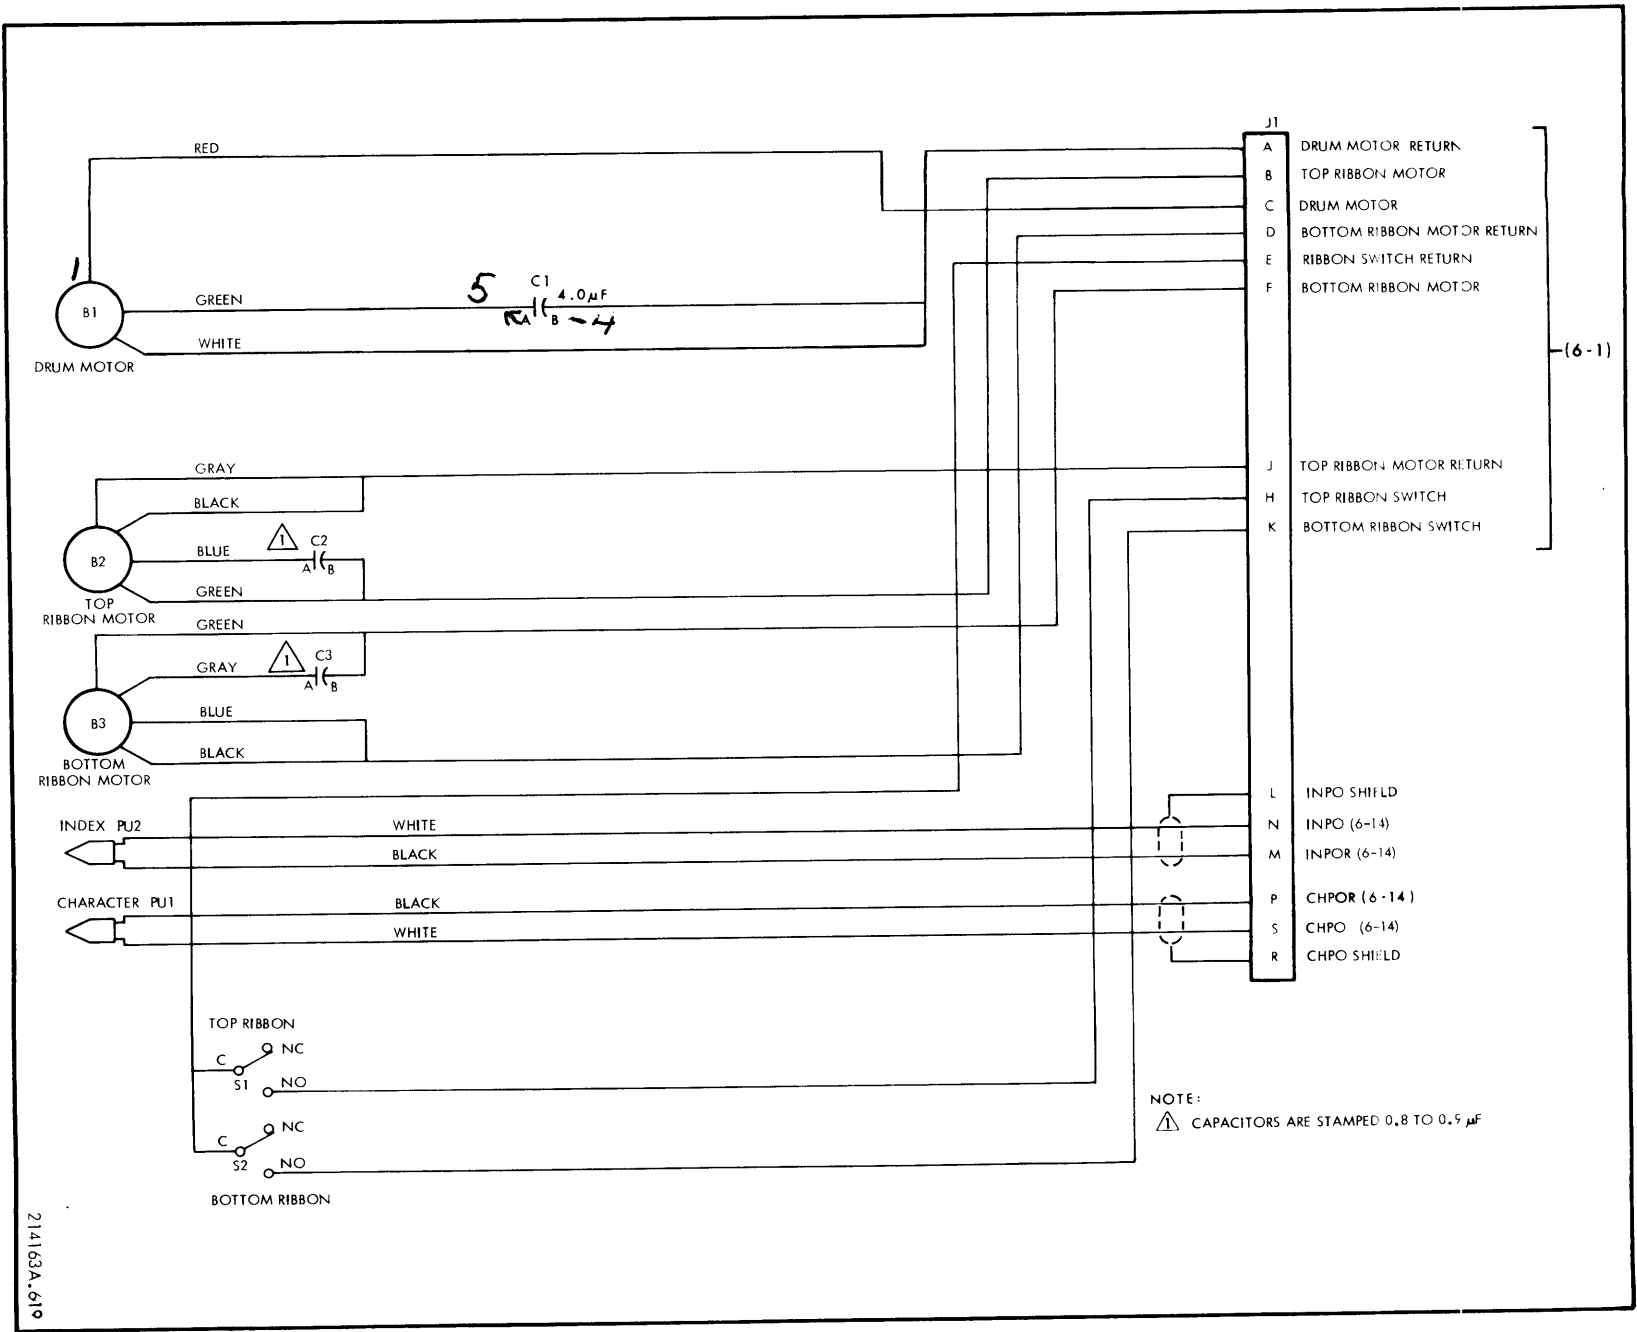 J1
RED
A DRUM MOTOR RETURN
B TOP RIBBON MOTOR
C DRUM MOTOR
D BOTTOM RIBBON MOTOR RETURN
E RIBBON SWITCH RETURN
F BOTTOM RIBBON MOTOR
1
B1
GREEN
5
C1
4.0µF
A B -4
WHITE
DRUM MOTOR
(6-1)
GRAY
J TOP RIBBON MOTOR RETURN
BLACK
H TOP RIBBON SWITCH
K BOTTOM RIBBON SWITCH
BLUE
1
C2
A B
B2
GREEN
TOP
RIBBON MOTOR
GREEN
GRAY
1
C3
A B
BLUE
B3
BLACK
BOTTOM
RIBBON MOTOR
L INPO SHIELD
INDEX PU2
WHITE
N INPO (6-14)
BLACK
M INPOR (6-14)
CHARACTER PU1
BLACK
P CHPOR (6-14)
WHITE
S CHPO (6-14)
R CHPO SHIELD
TOP RIBBON
NC
C
S1
NO
NC
C
S2
NO
BOTTOM RIBBON
NOTE:
1 CAPACITORS ARE STAMPED 0.8 TO 0.9 µF
214163A.619